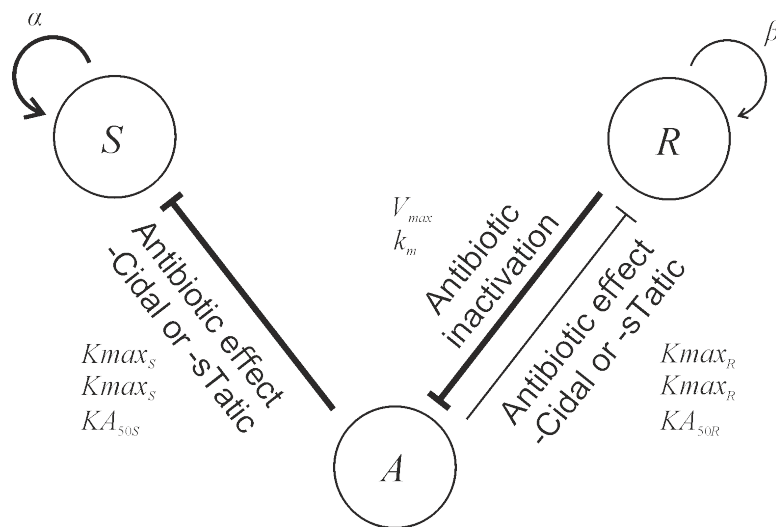 α
β
S
R
V_max
k_m
Antibiotic
inactivation
Antibiotic effect
-Cidal or -sTatic
Antibiotic effect
-Cidal or -sTatic
Kmax_S
Kmax_S
KA_50S
Kmax_R
Kmax_R
KA_50R
A